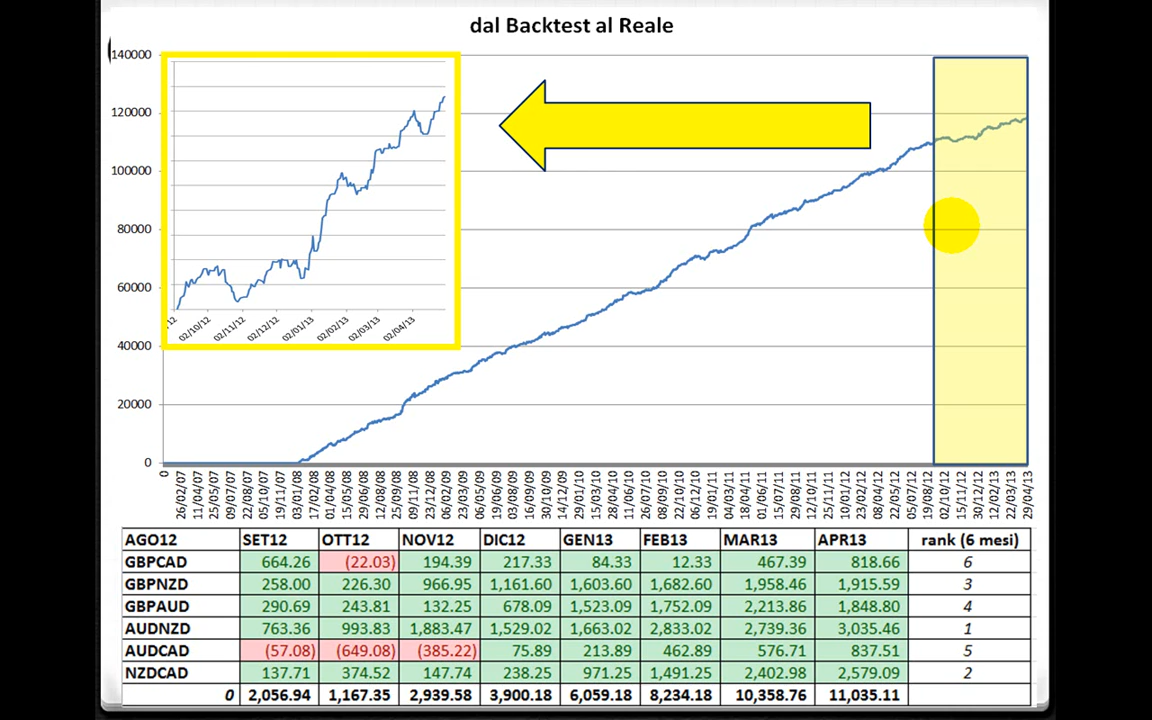 dal Backtest al Reale
140000
120000
100000
80000
60000
40000
20000
0
02/10/12 02/11/12 02/12/12 02/01/13 02/02/13 02/03/13 02/04/13
0 26/02/07 11/04/07 25/05/07 09/07/07 22/08/07 05/10/07 19/11/07 01/01/08 17/02/08 01/04/08 15/05/08 29/06/08 12/08/08 25/09/08 09/11/08 23/12/08 06/02/09 23/03/09 06/05/09 19/06/09 03/08/09 16/09/09 30/10/09 14/12/09 29/01/10 15/03/10 28/04/10 11/06/10 26/07/10 08/09/10 22/10/10 06/12/10 19/01/11 04/03/11 18/04/11 01/06/11 15/07/11 29/08/11 12/10/11 25/11/11 10/01/12 23/02/12 08/04/12 22/05/12 05/07/12 19/08/12 02/10/12 15/11/12 30/12/12 12/02/13 22/03/13 29/04/13
AGO12 SET12 OTT12 NOV12 DIC12 GEN13 FEB13 MAR13 APR13 rank (6 mesi)
GBPCAD 664.26 (22.03) 194.39 217.33 84.33 12.33 467.39 818.66 6
GBPNZD 258.00 226.30 966.95 1,161.60 1,603.60 1,682.60 1,958.46 1,915.59 3
GBPAUD 290.69 243.81 132.25 678.09 1,523.09 1,752.09 2,213.86 1,848.80 4
AUDNZD 763.36 993.83 1,883.47 1,529.02 1,663.02 2,833.02 2,739.36 3,035.46 1
AUDCAD (57.08) (649.08) (385.22) 75.89 213.89 462.89 576.71 837.51 5
NZDCAD 137.71 374.52 147.74 238.25 971.25 1,491.25 2,402.98 2,579.09 2
0 2,056.94 1,167.35 2,939.58 3,900.18 6,059.18 8,234.18 10,358.76 11,035.11